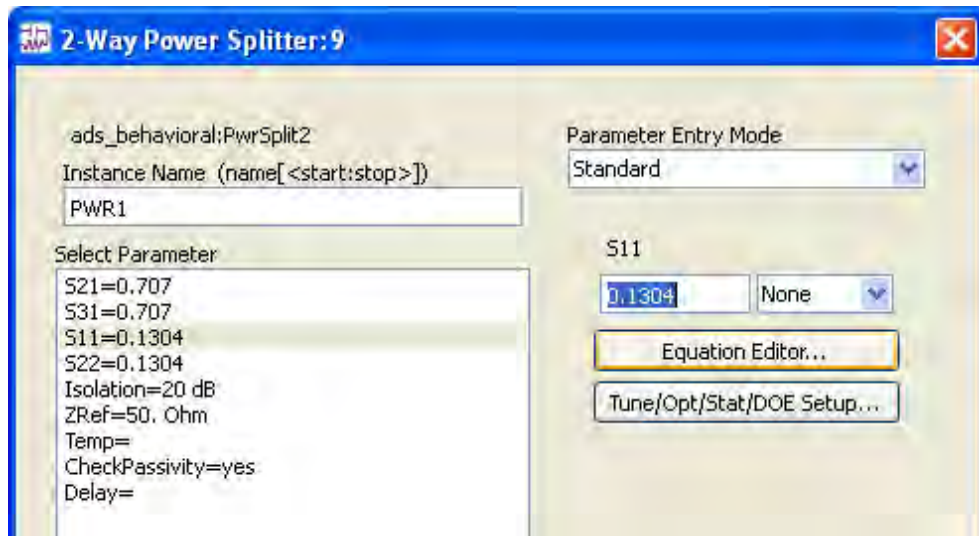 2-Way Power Splitter:9
ads_behavioral:PwrSplit2
Instance Name (name[<start:stop>])
PWR1
Select Parameter
S21=0.707
S31=0.707
S11=0.1304
S22=0.1304
Isolation=20 dB
ZRef=50. Ohm
Temp=
CheckPassivity=yes
Delay=
Parameter Entry Mode
Standard
S11
0.1304 None
Equation Editor...
Tune/Opt/Stat/DOE Setup...